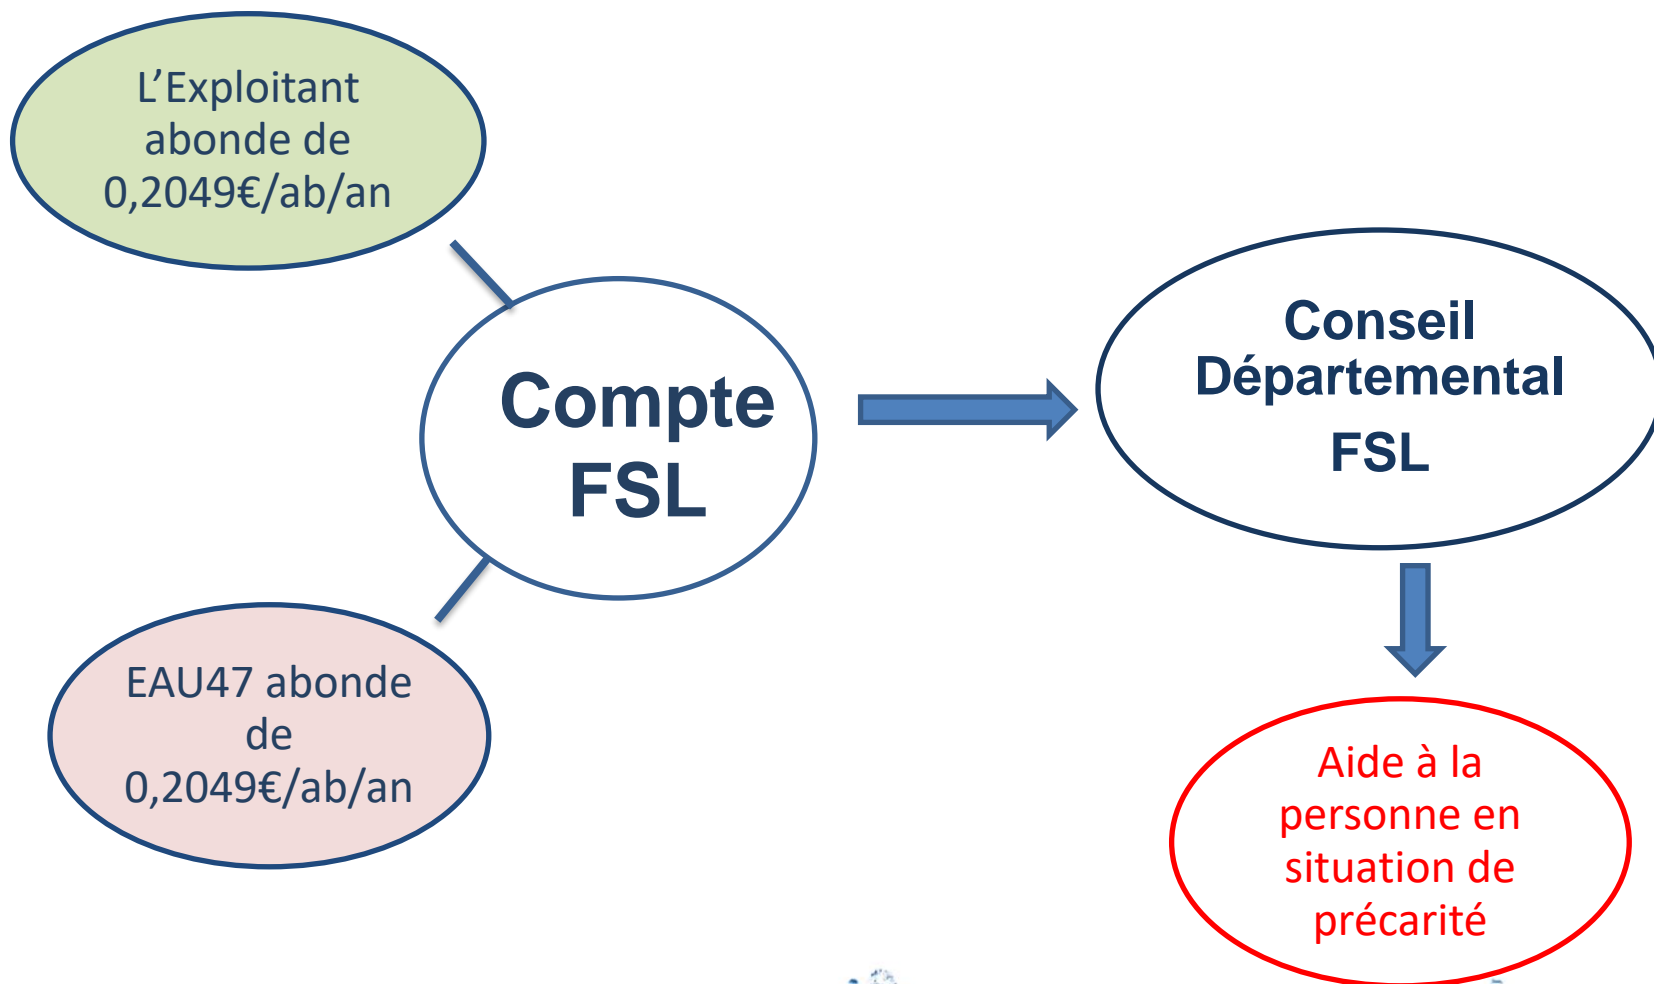 L’Exploitant
abonde de
0,2049€/ab/an
Compte
FSL
EAU47 abonde
de
0,2049€/ab/an
Conseil
Départemental
FSL
Aide à la
personne en
situation de
précarité